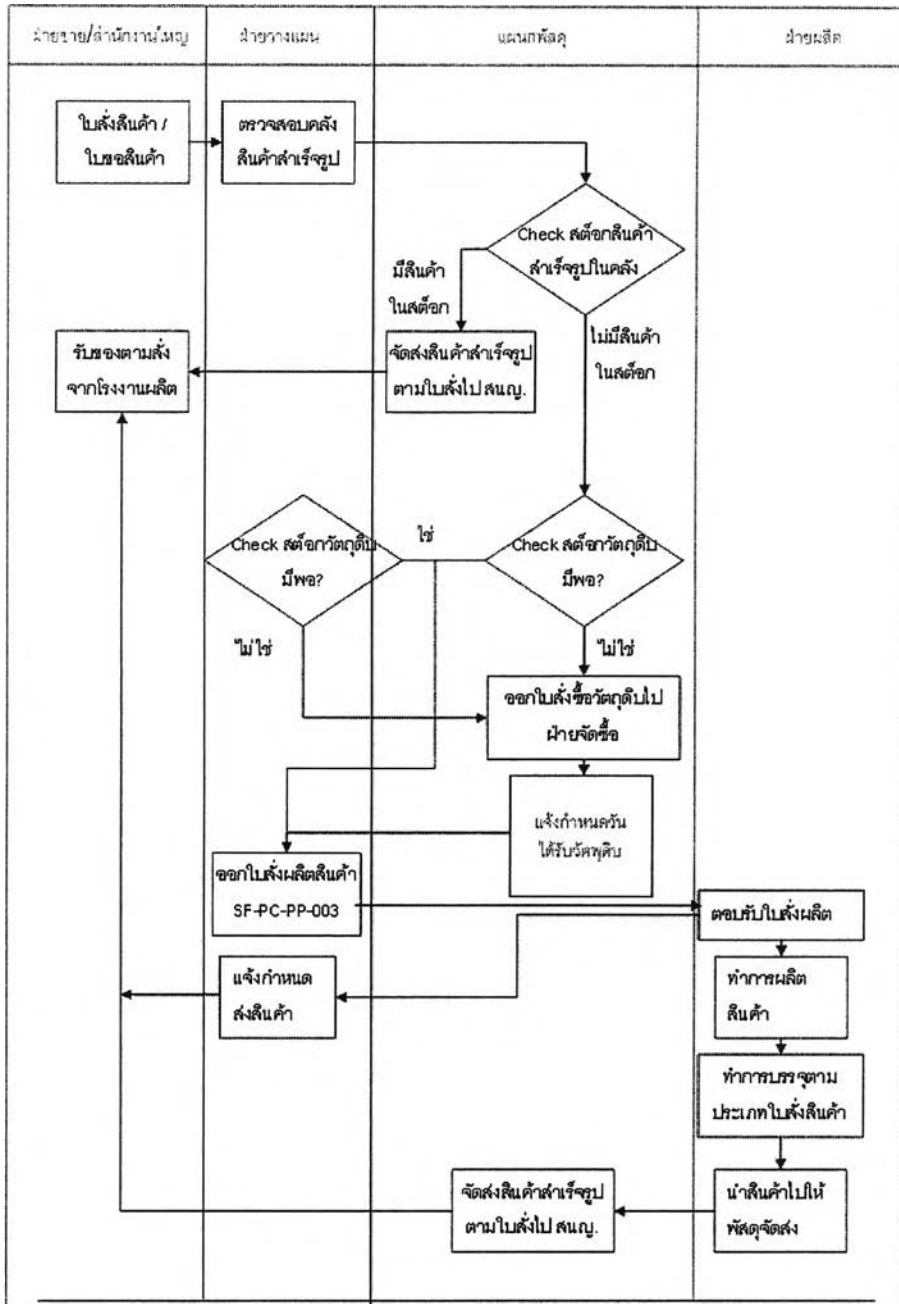 ฝ่ายขาย/สำนักงานใหญ่
ฝ่ายวางแผน
แผนกพัสดุ
ฝ่ายผลิต
ใบสั่งสินค้า /
ใบขอสินค้า
ตรวจสอบคลัง
สินค้าสำเร็จรูป
Check สต็อกสินค้า
สำเร็จรูปในคลัง
มีสินค้า
ในสต็อก
ไม่มีสินค้า
ในสต็อก
รับของตามสั่ง
จากโรงงานผลิต
จัดส่งสินค้าสำเร็จรูป
ตามใบสั่งไป สนญ.
Check สต็อกวัตถุดิบ
มีพอ?
ใช่
Check สต็อกวัตถุดิบ
มีพอ?
ไม่ใช่
ไม่ใช่
ออกใบสั่งซื้อวัตถุดิบไป
ฝ่ายจัดซื้อ
แจ้งกำหนดวัน
ได้รับวัตถุดิบ
ออกใบสั่งผลิตสินค้า
SF-PC-PP-003
ตอบรับใบสั่งผลิต
แจ้งกำหนด
ส่งสินค้า
ทำการผลิต
สินค้า
ทำการบรรจุตาม
ประเภทใบสั่งสินค้า
จัดส่งสินค้าสำเร็จรูป
ตามใบสั่งไป สนญ.
นำสินค้าไปให้
พัสดุจัดส่ง